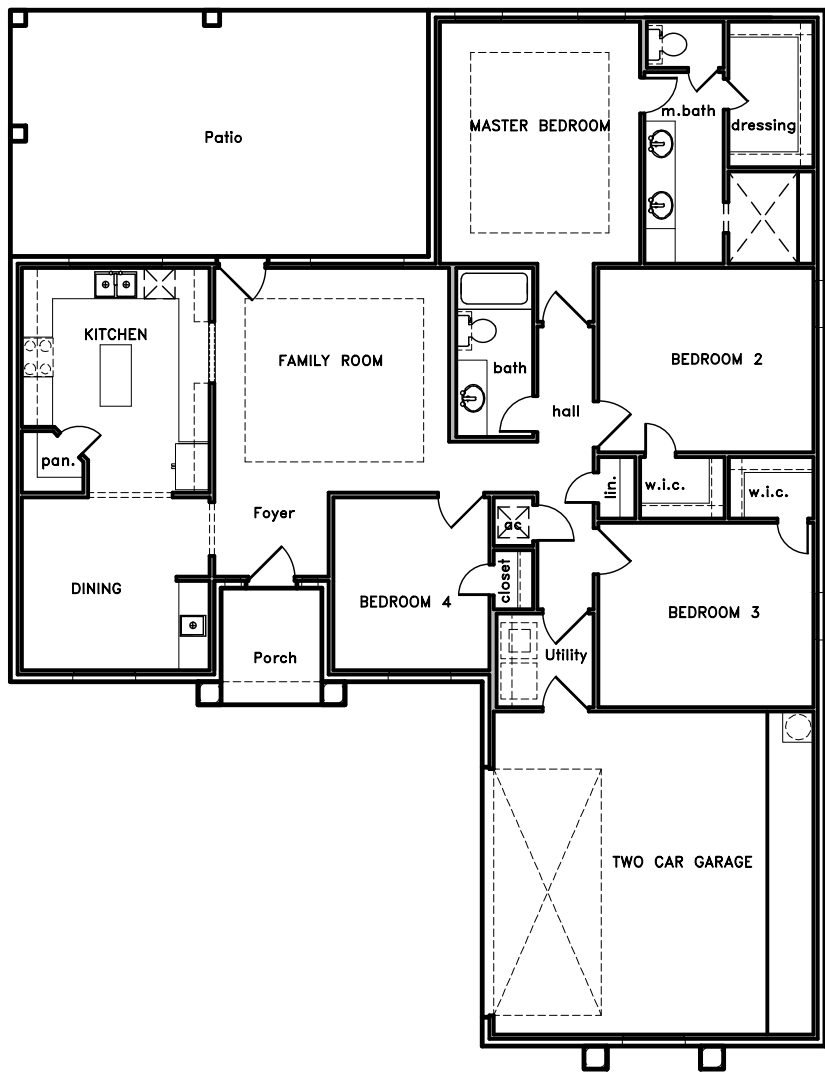 m.bath
MASTER BEDROOM
dressing
Patio
KITCHEN
FAMILY ROOM
BEDROOM 2
bath
hall
pan.
lin.
w.i.c.
w.i.c.
Foyer
ac
closet
DINING
BEDROOM 4
BEDROOM 3
Porch
Utility
TWO CAR GARAGE